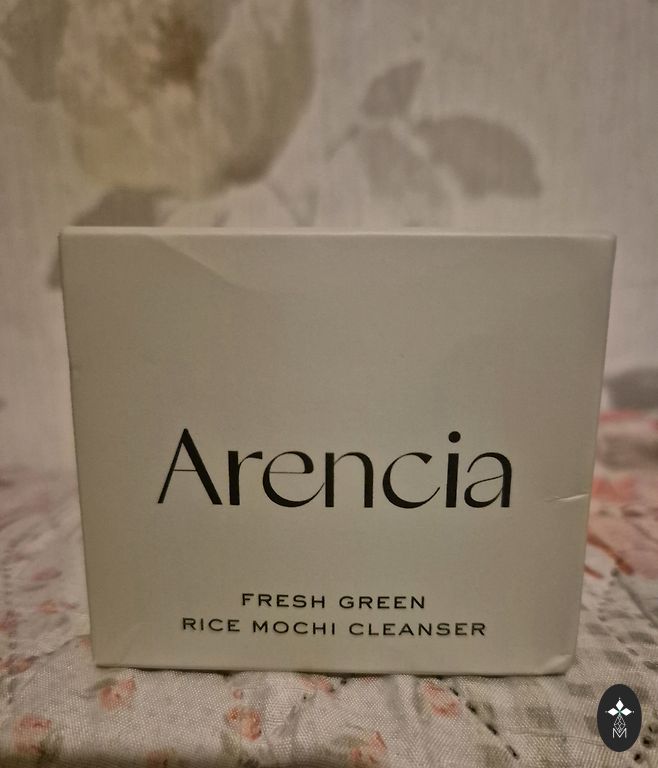 Arencia
FRESH GREEN
RICE MOCHI CLEANSER
M